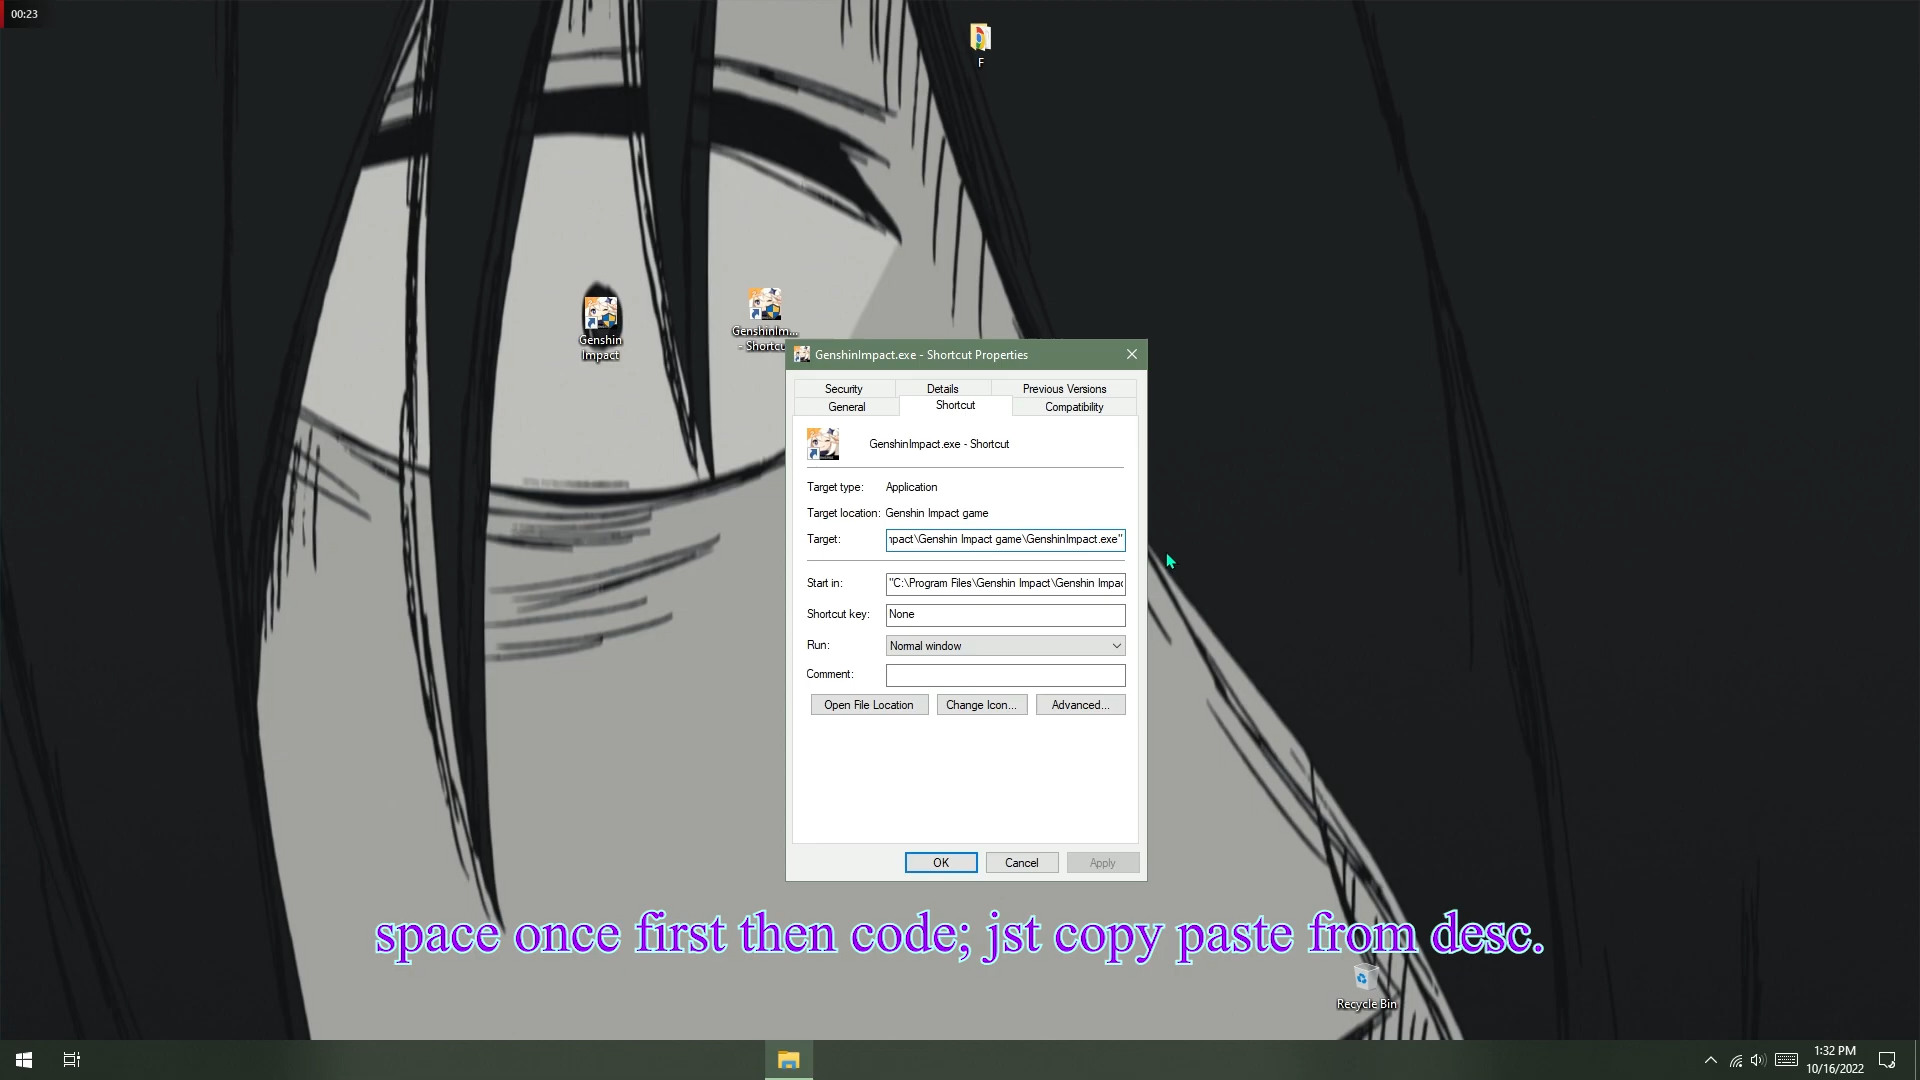 00:23
F
Genshin
Impact
GenshinIm...
- Shortcu
GenshinImpact.exe - Shortcut Properties
Security
Details
Previous Versions
General
Shortcut
Compatibility
GenshinImpact.exe - Shortcut
Target type: Application
Target location: Genshin Impact game
Target: npact\Genshin Impact game\GenshinImpact.exe"
Start in: "C:\Program Files\Genshin Impact\Genshin Impac
Shortcut key: None
Run: Normal window
Comment:
Open File Location
Change Icon...
Advanced...
OK
Cancel
Apply
space once first then code; jst copy paste from desc.
Recycle Bin
1:32 PM
10/16/2022